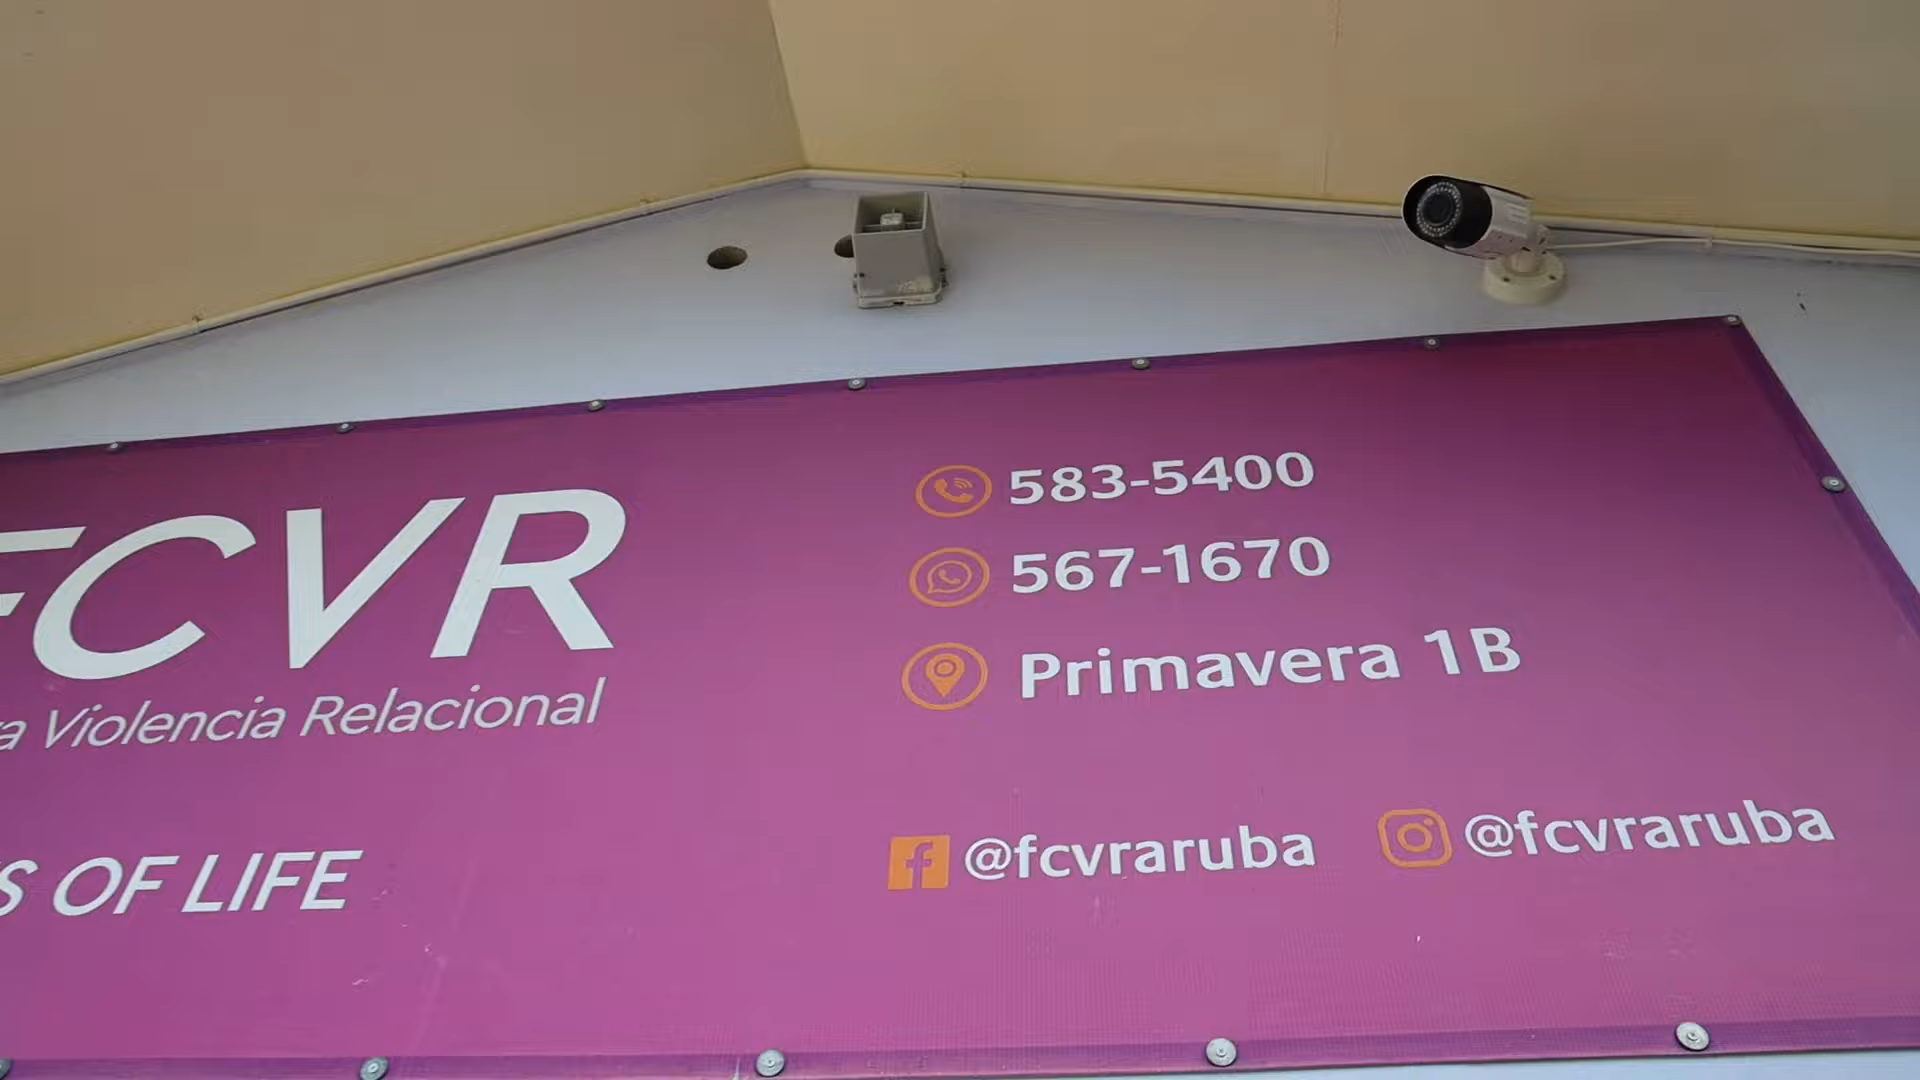 FCVR
Violencia Relacional
OF LIFE
583-5400
567-1670
Primavera 1B
@fcvraruba
@fcvraruba